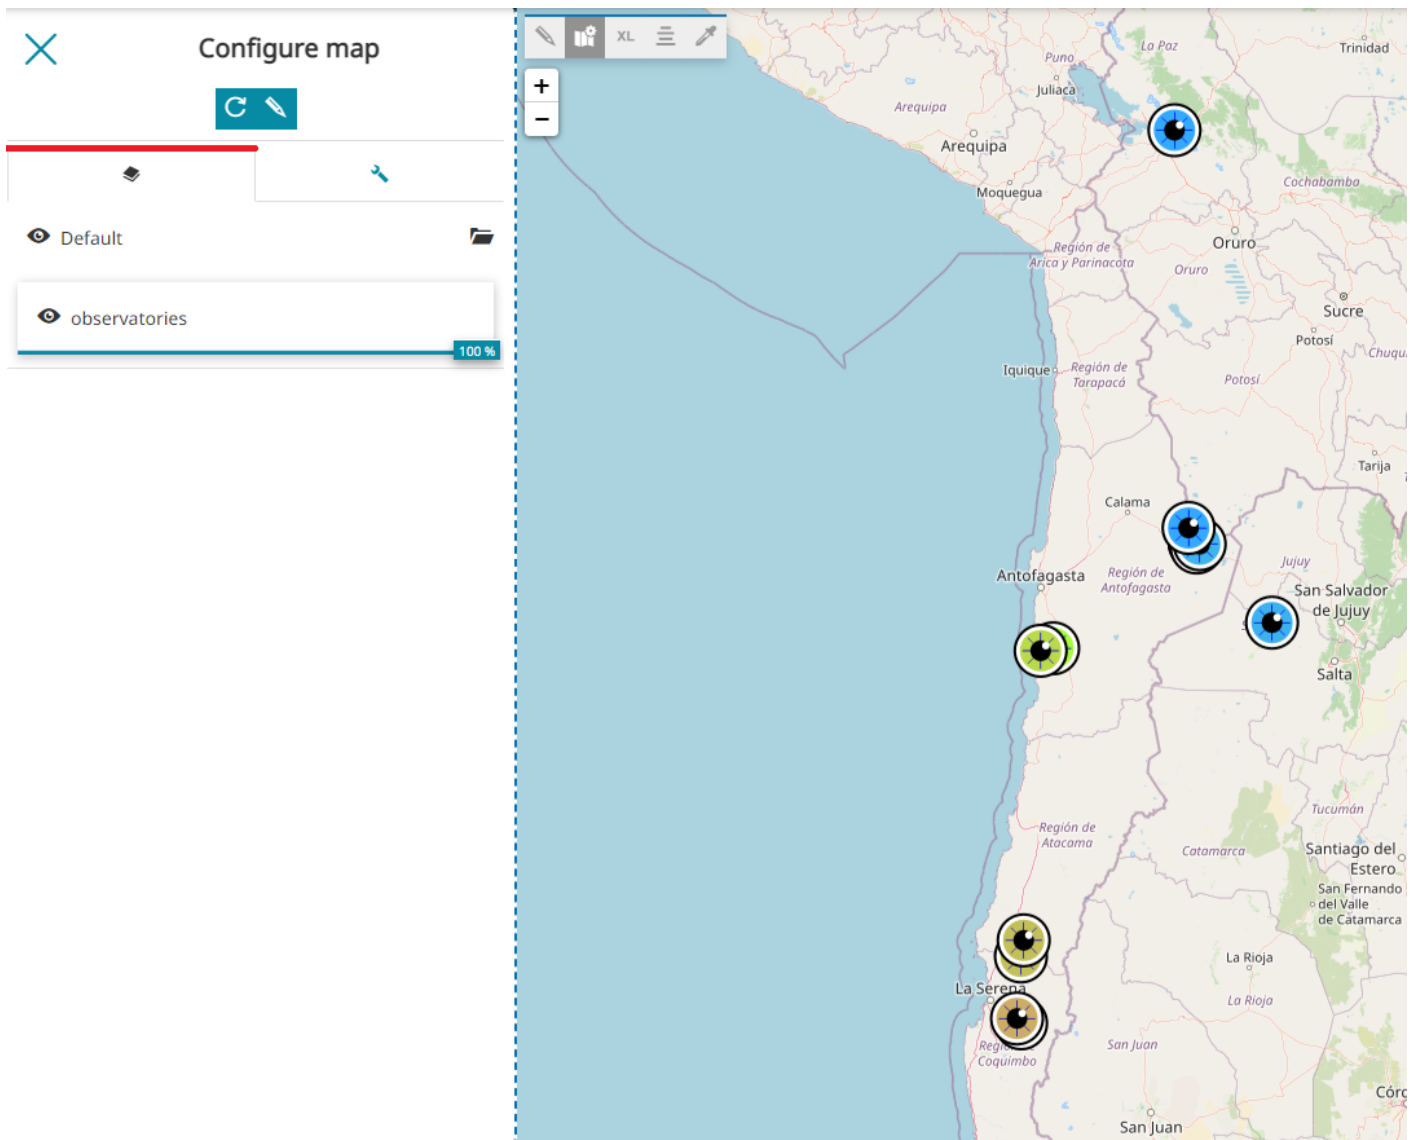 Configure map
Default
observatories
100 %
XL
+
−
La Paz
Trinidad
Puno
Juliaca
Arequipa
Arequipa
Moquegua
Cochabamba
Oruro
Región de
Arica y Parinacota
Oruro
Sucre
Potosí
Chuqu
Iquique
Región de
Tarapacá
Potosí
Tarija
Calama
Antofagasta
Región de
Antofagasta
Jujuy
San Salvador
de Jujuy
Salta
Región de
Atacama
Catamarca
Tucumán
Santiago del
Estero
San Fernando
del Valle
de Catamarca
La Rioja
La Serena
La Rioja
Regi
Coquimbo
San Juan
Córd
San Juan